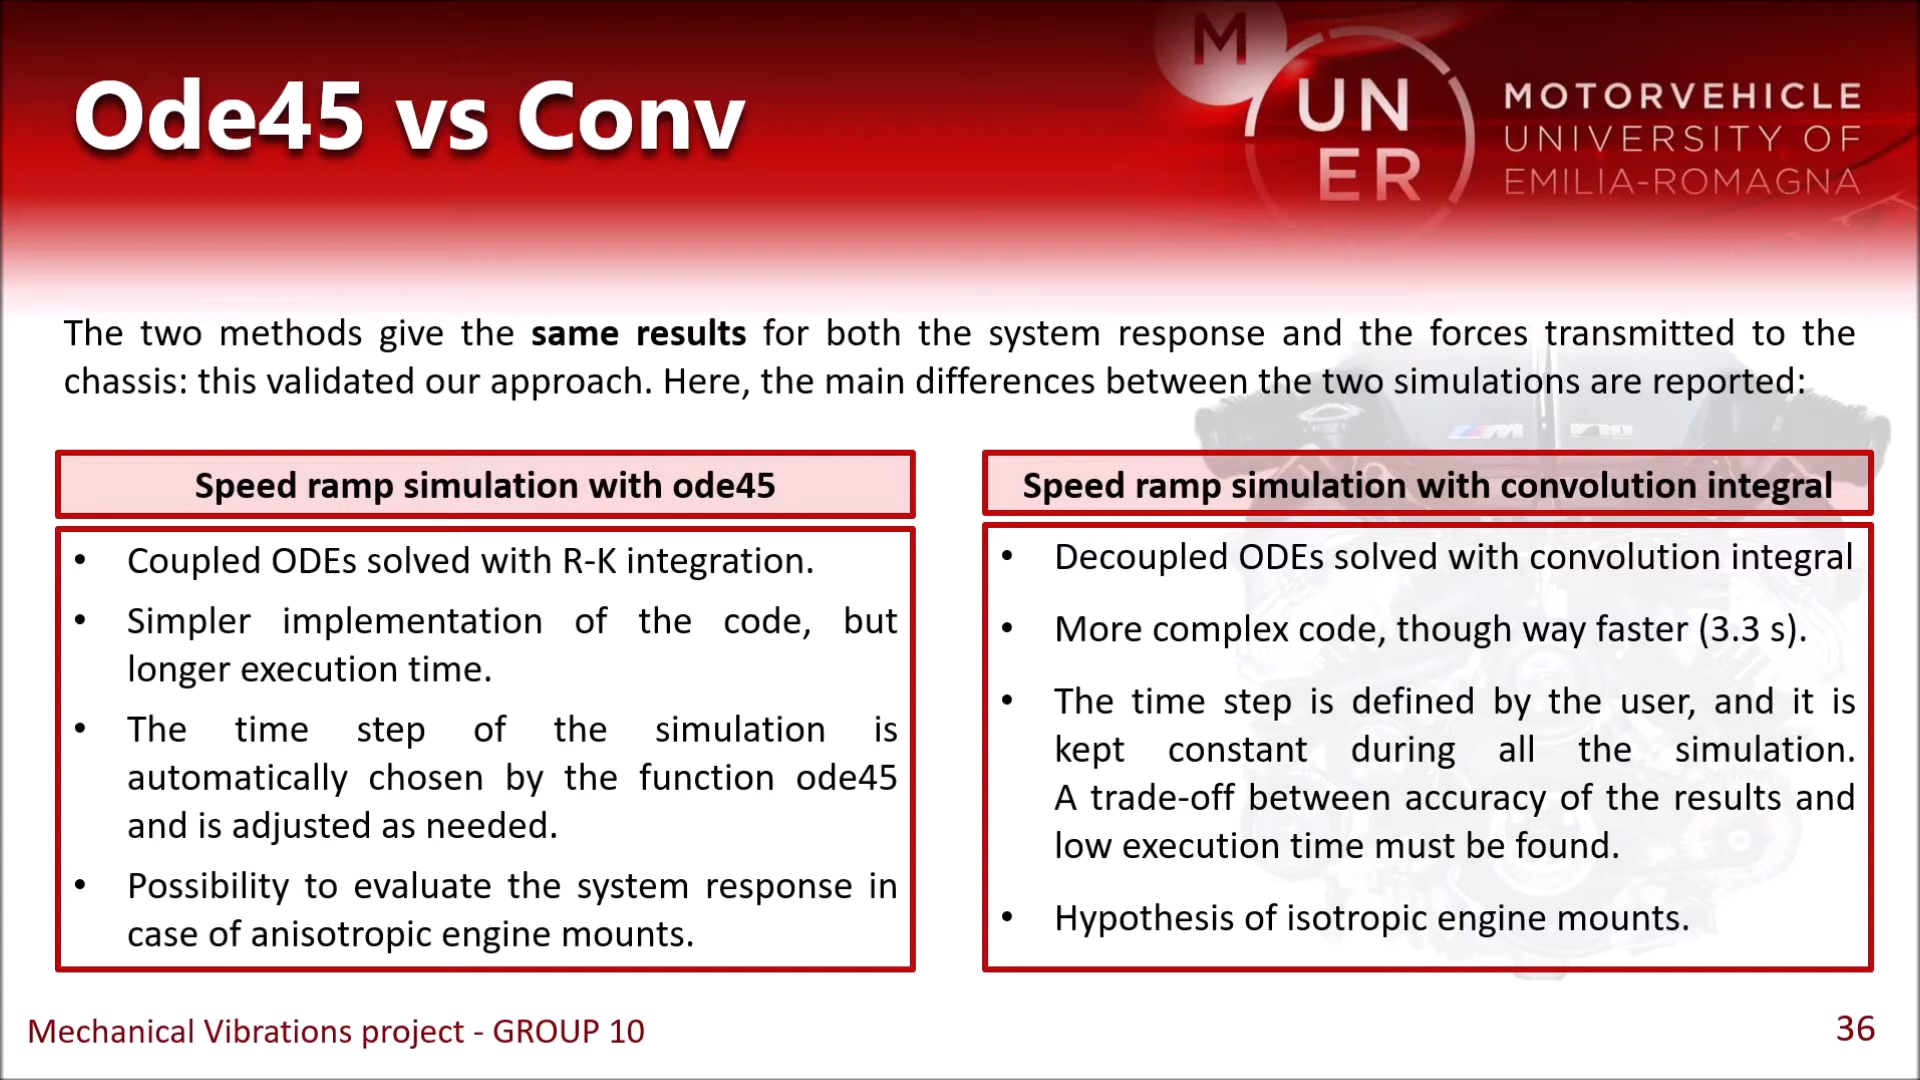 Ode45 vs Conv
M
UN
ER
MOTORVEHICLE
UNIVERSITY OF
EMILIA-ROMAGNA
The two methods give the same results for both the system response and the forces transmitted to the
chassis: this validated our approach. Here, the main differences between the two simulations are reported:
Speed ramp simulation with ode45
• Coupled ODEs solved with R-K integration.
• Simpler implementation of the code, but
longer execution time.
• The time step of the simulation is
automatically chosen by the function ode45
and is adjusted as needed.
• Possibility to evaluate the system response in
case of anisotropic engine mounts.
Speed ramp simulation with convolution integral
• Decoupled ODEs solved with convolution integral
• More complex code, though way faster (3.3 s).
• The time step is defined by the user, and it is
kept constant during all the simulation.
A trade-off between accuracy of the results and
low execution time must be found.
• Hypothesis of isotropic engine mounts.
Mechanical Vibrations project - GROUP 10
36